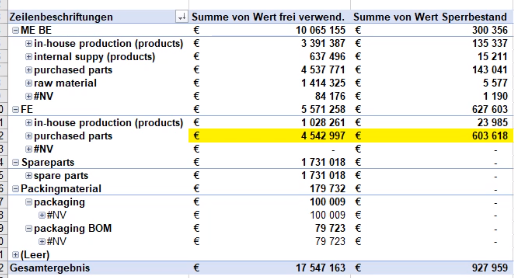 Zeilenbeschriftungen Summe von Wert frei verwend. Summe von Wert Sperrbestand
ME BE € 10 065 155 € 300 356
in-house production (products) € 3 391 387 € 135 337
internal suppy (products) € 637 496 € 15 211
purchased parts € 4 537 771 € 143 041
raw material € 1 414 325 € 5 577
#NV € 84 176 € 1 190
FE € 5 571 258 € 627 603
in-house production (products) € 1 028 261 € 23 985
purchased parts € 4 542 997 € 603 618
#NV € - € -
Spareparts € 1 731 018 € -
spare parts € 1 731 018 € -
Packingmaterial € 179 732 € -
packaging € 100 009 € -
#NV € 100 009 € -
packaging BOM € 79 723 € -
#NV € 79 723 € -
(Leer)
Gesamtergebnis € 17 547 163 € 927 959